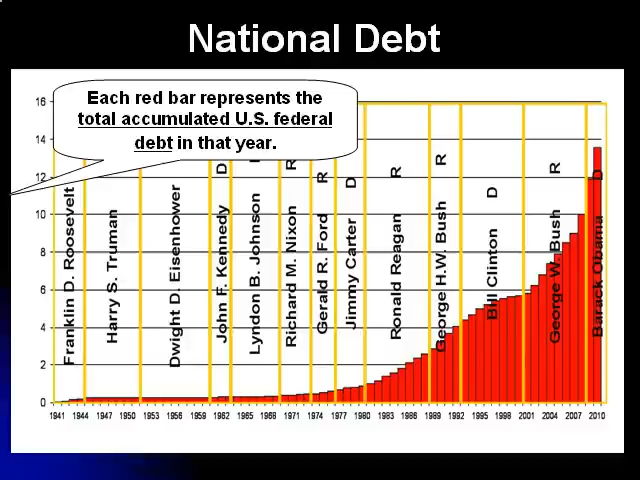 National Debt
Each red bar represents the
total accumulated U.S. federal
debt in that year.
16
14
12
10
8
6
4
2
0
Franklin D. Roosevelt
Harry S. Truman
Dwight D. Eisenhower
John F. Kennedy D
Lyndon B. Johnson
Richard M. Nixon R
Gerald R. Ford R
Jimmy Carter D
Ronald Reagan R
George H.W. Bush R
Bill Clinton D
George W. Bush R
Barack Obama D
1941 1944 1947 1950 1953 1956 1959 1962 1965 1968 1971 1974 1977 1980 1983 1986 1989 1992 1995 1998 2001 2004 2007 2010